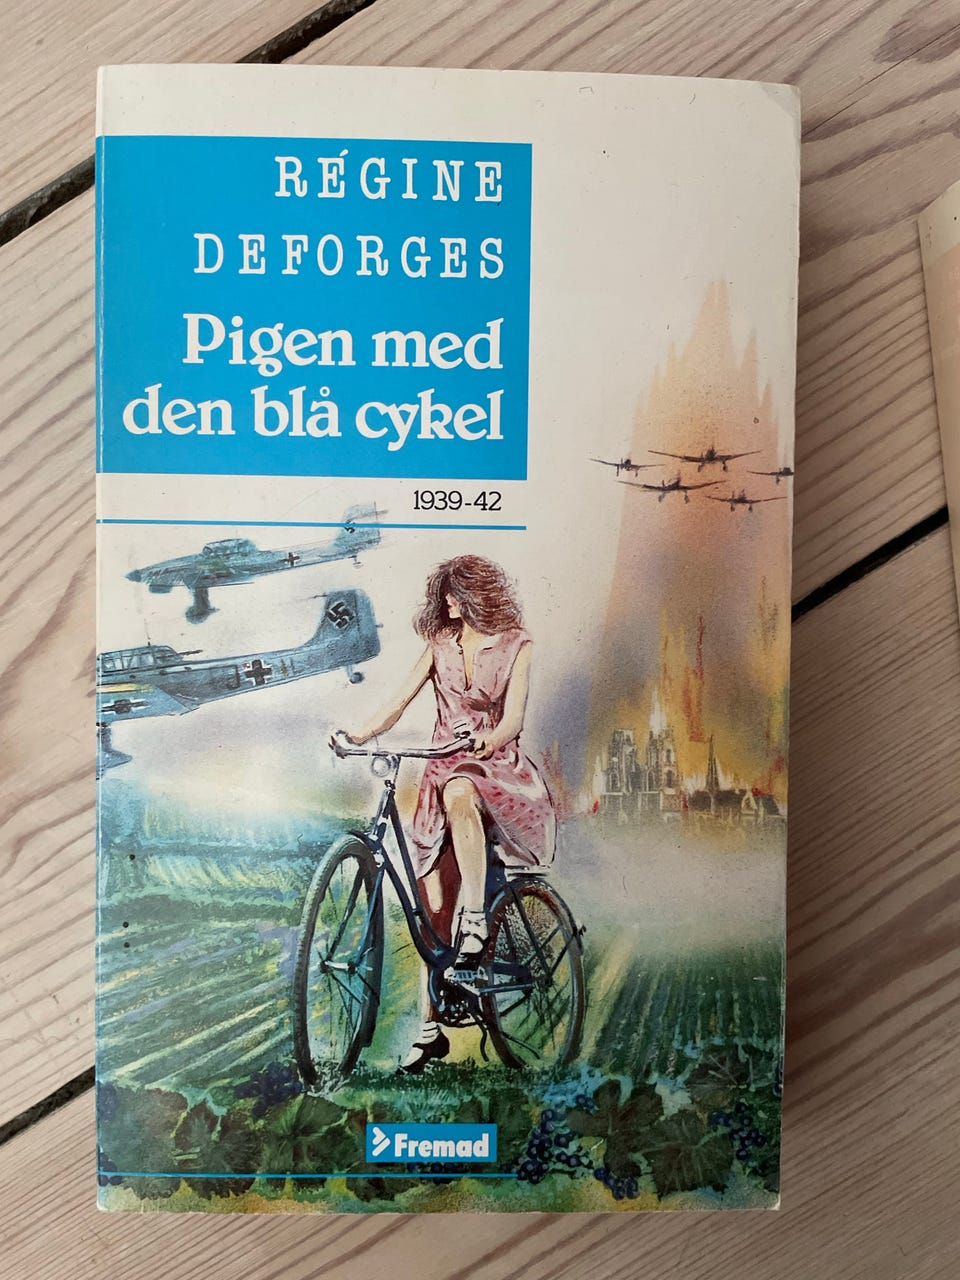 RÉGINE
DEFORGES
Pigen med
den blå cykel
1939-42
Fremad